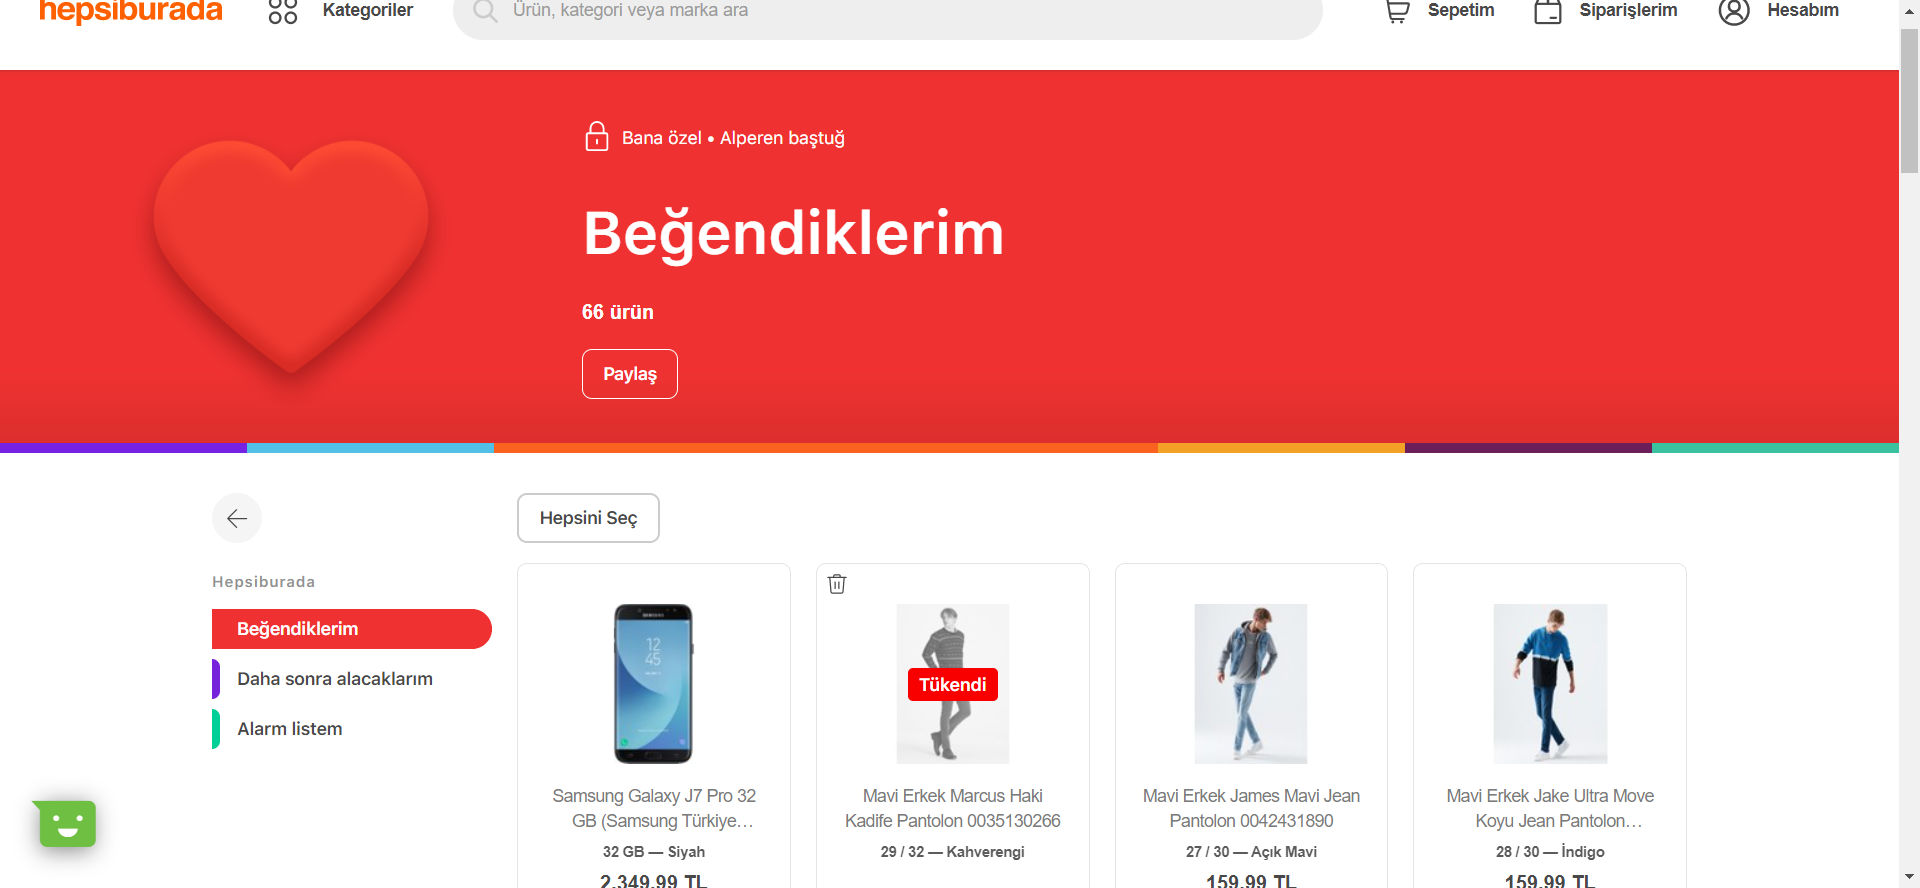 hepsiburada
Kategoriler
Ürün, kategori veya marka ara
Sepetim
Siparişlerim
Hesabım
Bana özel • Alperen baştuğ
Beğendiklerim
66 ürün
Paylaş
Hepsini Seç
Hepsiburada
Beğendiklerim
Daha sonra alacaklarım
Alarm listem
SAMSUNG
12
45
Samsung Galaxy J7 Pro 32
GB (Samsung Türkiye…
32 GB — Siyah
2.349,99 TL
Tükendi
Mavi Erkek Marcus Haki
Kadife Pantolon 0035130266
29 / 32 — Kahverengi
Mavi Erkek James Mavi Jean
Pantolon 0042431890
27 / 30 — Açık Mavi
159,99 TL
Mavi Erkek Jake Ultra Move
Koyu Jean Pantolon…
28 / 30 — İndigo
159,99 TL